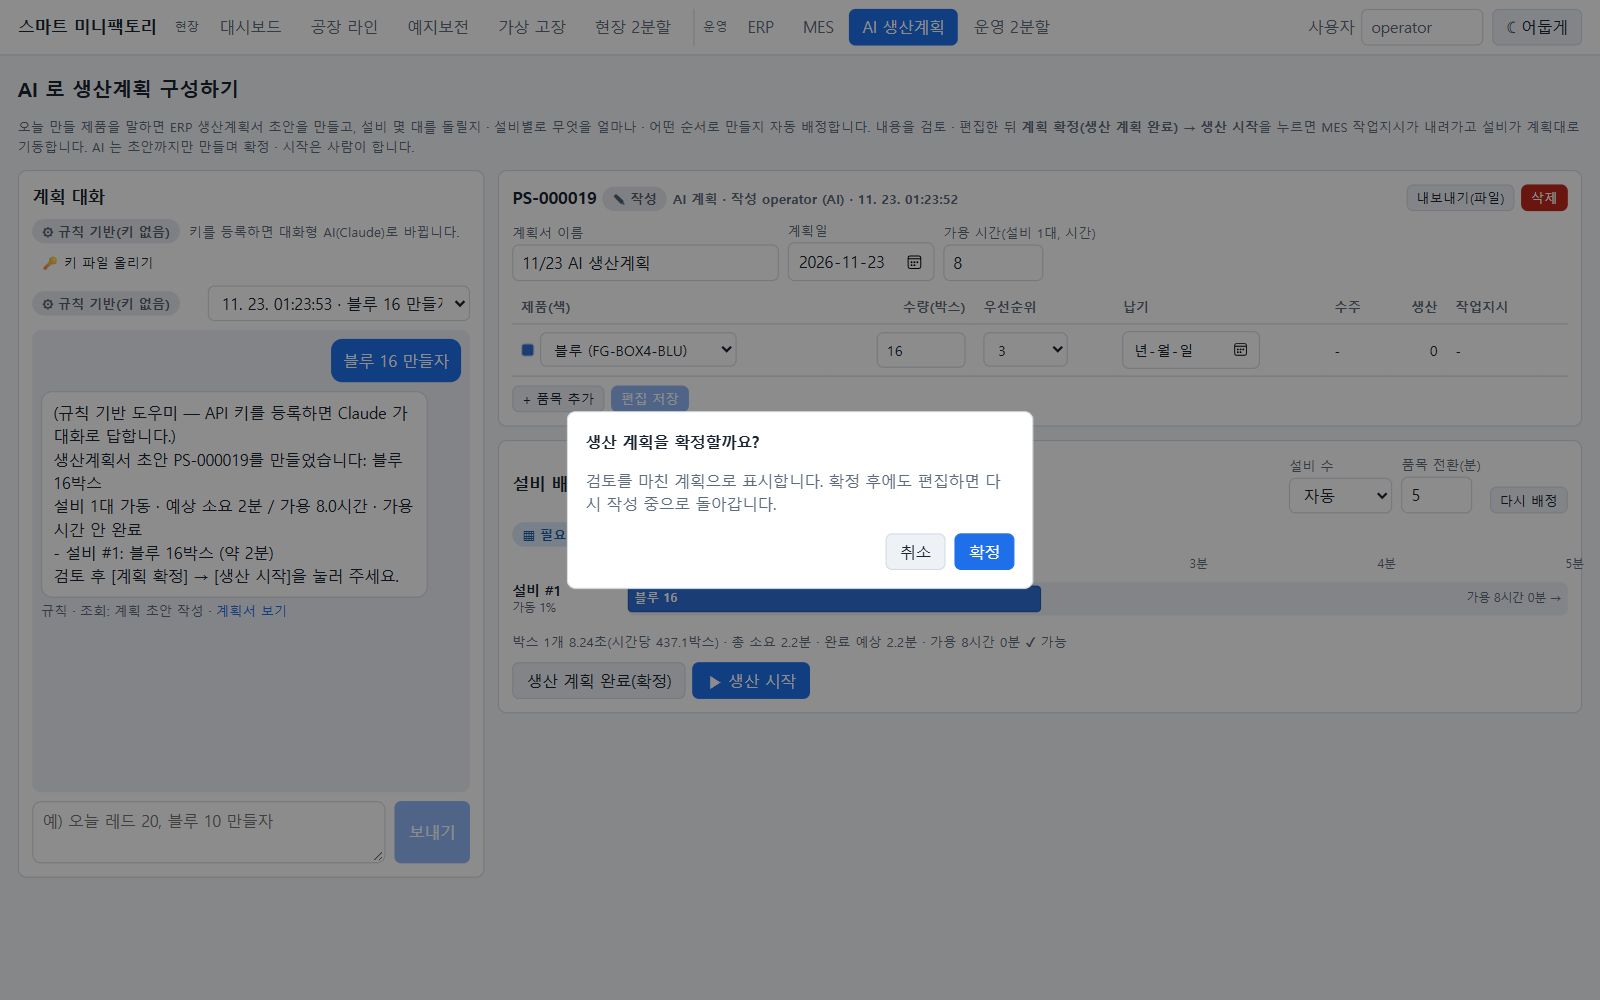 스마트 미니팩토리 현장 대시보드 공장 라인 예지보전 가상 고장 현장 2분할 운영 ERP MES AI 생산계획 운영 2분할 사용자 operator ☾ 어둡게
AI 로 생산계획 구성하기
오늘 만들 제품을 말하면 ERP 생산계획서 초안을 만들고, 설비 몇 대를 돌릴지 · 설비별로 무엇을 얼마나 · 어떤 순서로 만들지 자동 배정합니다. 내용을 검토 · 편집한 뒤 계획 확정(생산 계획 완료) → 생산 시작을 누르면 MES 작업지시가 내려가고 설비가 계획대로
기동합니다. AI 는 초안까지만 만들며 확정 · 시작은 사람이 합니다.
계획 대화
⚙ 규칙 기반(키 없음) 키를 등록하면 대화형 AI(Claude)로 바뀝니다.
🔑 키 파일 올리기
⚙ 규칙 기반(키 없음) 11. 23. 01:23:53 · 블루 16 만들
블루 16 만들자
(규칙 기반 도우미 — API 키를 등록하면 Claude 가
대화로 답합니다.)
생산계획서 초안 PS-000019를 만들었습니다: 블루
16박스
설비 1대 가동 · 예상 소요 2분 / 가용 8.0시간 · 가용
시간 안 완료
- 설비 #1: 블루 16박스 (약 2분)
검토 후 [계획 확정] → [생산 시작]을 눌러 주세요.
규칙 · 조회: 계획 초안 작성 · 계획서 보기
예) 오늘 레드 20, 블루 10 만들자
보내기
PS-000019 ✎ 작성 AI 계획 · 작성 operator (AI) · 11. 23. 01:23:52 내보내기(파일) 삭제
계획서 이름 계획일 가용 시간(설비 1대, 시간)
11/23 AI 생산계획 2026-11-23 8
제품(색) 수량(박스) 우선순위 납기 수주 생산 작업지시
블루 (FG-BOX4-BLU) 16 3 년-월-일 - 0 -
+ 품목 추가 편집 저장
생산 계획을 확정할까요?
검토를 마친 계획으로 표시합니다. 확정 후에도 편집하면 다
시 작성 중으로 돌아갑니다.
취소 확정
설비 배 설비 수 품목 전환(분)
자동 5 다시 배정
▦ 필요
3분 4분 5분
설비 #1 블루 16 가용 8시간 0분 →
가동 1%
박스 1개 8.24초(시간당 437.1박스) · 총 소요 2.2분 · 완료 예상 2.2분 · 가용 8시간 0분 ✓ 가능
생산 계획 완료(확정) ▶ 생산 시작